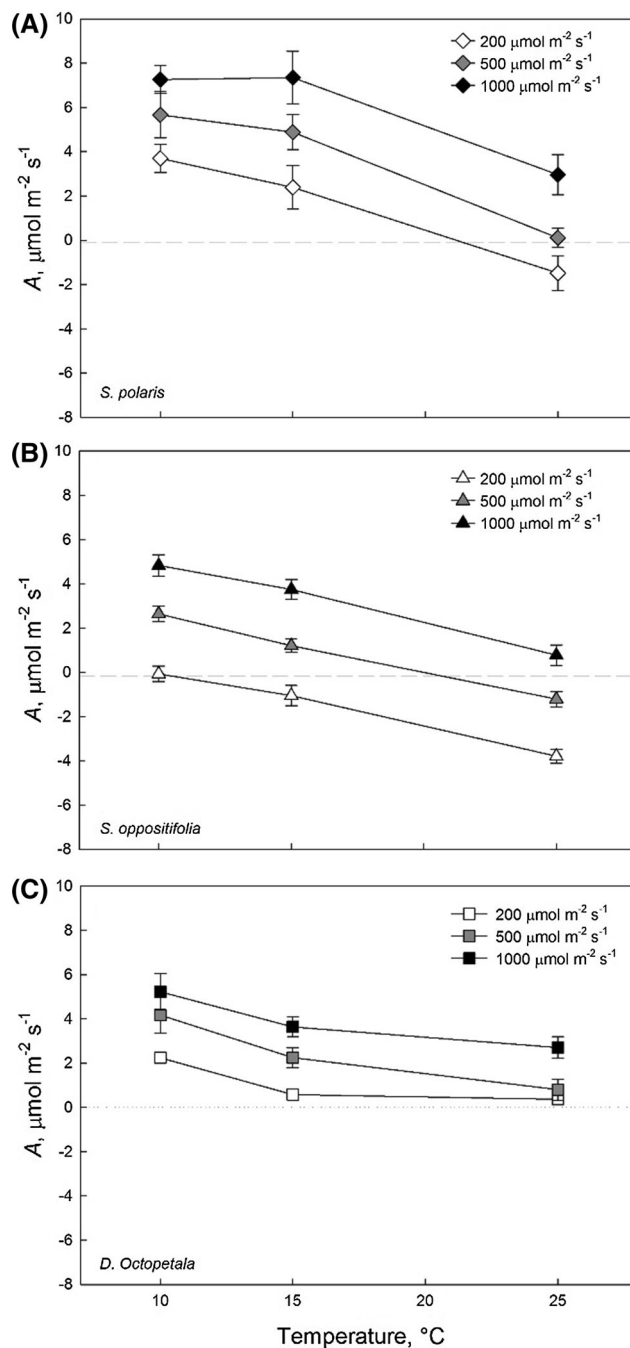 (A)
10
8
6
4
2
0
-2
-4
-6
-8
A, μmol m⁻² s⁻¹
200 μmol m⁻² s⁻¹
500 μmol m⁻² s⁻¹
1000 μmol m⁻² s⁻¹
S. polaris
(B)
10
8
6
4
2
0
-2
-4
-6
-8
A, μmol m⁻² s⁻¹
200 μmol m⁻² s⁻¹
500 μmol m⁻² s⁻¹
1000 μmol m⁻² s⁻¹
S. oppositifolia
(C)
10
8
6
4
2
0
-2
-4
-6
-8
A, μmol m⁻² s⁻¹
200 μmol m⁻² s⁻¹
500 μmol m⁻² s⁻¹
1000 μmol m⁻² s⁻¹
D. Octopetala
10 15 20 25
Temperature, °C